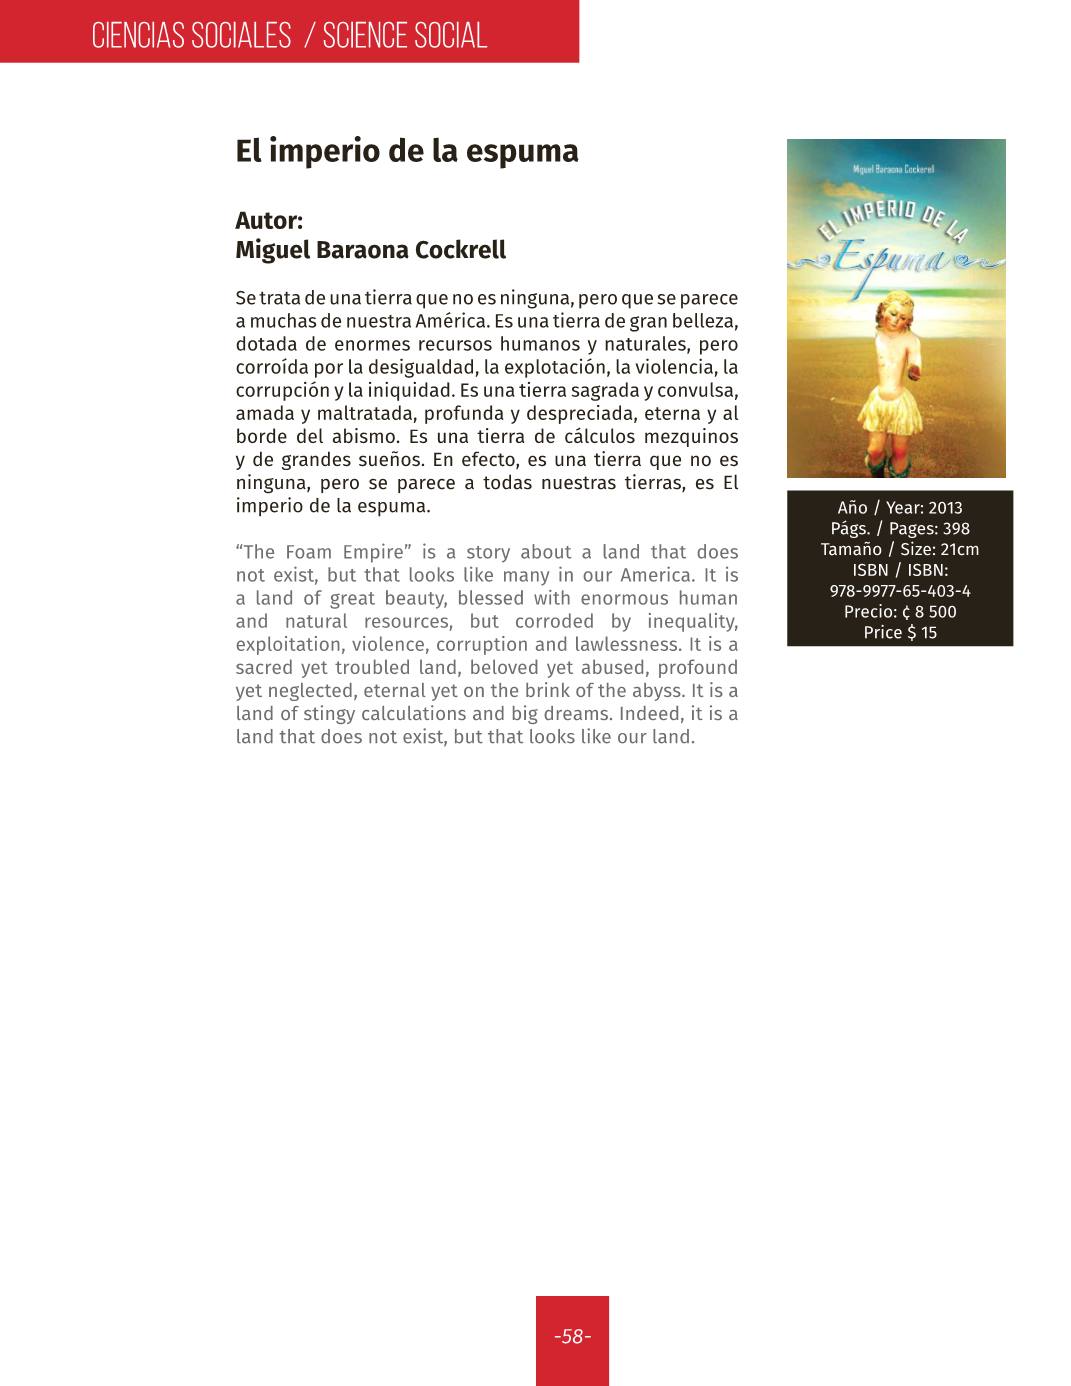 CIENCIAS SOCIALES / SCIENCE SOCIAL
El imperio de la espuma
Autor:
Miguel Baraona Cockrell
Se trata de una tierra que no es ninguna, pero que se parece
a muchas de nuestra América. Es una tierra de gran belleza,
dotada de enormes recursos humanos y naturales, pero
corroída por la desigualdad, la explotación, la violencia, la
corrupción y la iniquidad. Es una tierra sagrada y convulsa,
amada y maltratada, profunda y despreciada, eterna y al
borde del abismo. Es una tierra de cálculos mezquinos
y de grandes sueños. En efecto, es una tierra que no es
ninguna, pero se parece a todas nuestras tierras, es El
imperio de la espuma.
“The Foam Empire” is a story about a land that does
not exist, but that looks like many in our America. It is
a land of great beauty, blessed with enormous human
and natural resources, but corroded by inequality,
exploitation, violence, corruption and lawlessness. It is a
sacred yet troubled land, beloved yet abused, profound
yet neglected, eternal yet on the brink of the abyss. It is a
land of stingy calculations and big dreams. Indeed, it is a
land that does not exist, but that looks like our land.
Miguel Baraona Cockerell
EL IMPERIO DE LA
Espuma
Año / Year: 2013
Págs. / Pages: 398
Tamaño / Size: 21cm
ISBN / ISBN:
978-9977-65-403-4
Precio: ¢ 8 500
Price $ 15
-58-